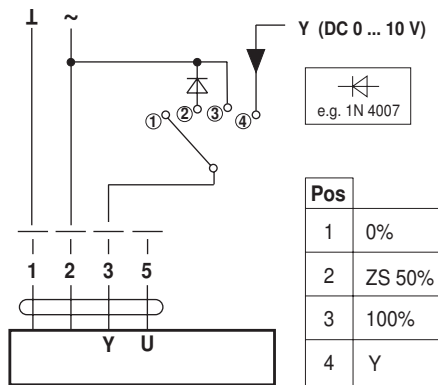 ⊥ ~
Y (DC 0 ... 10 V)
① ② ③ ④
e.g. 1N 4007
Pos
1 0%
2 ZS 50%
3 100%
4 Y
1 2 3 5
Y U